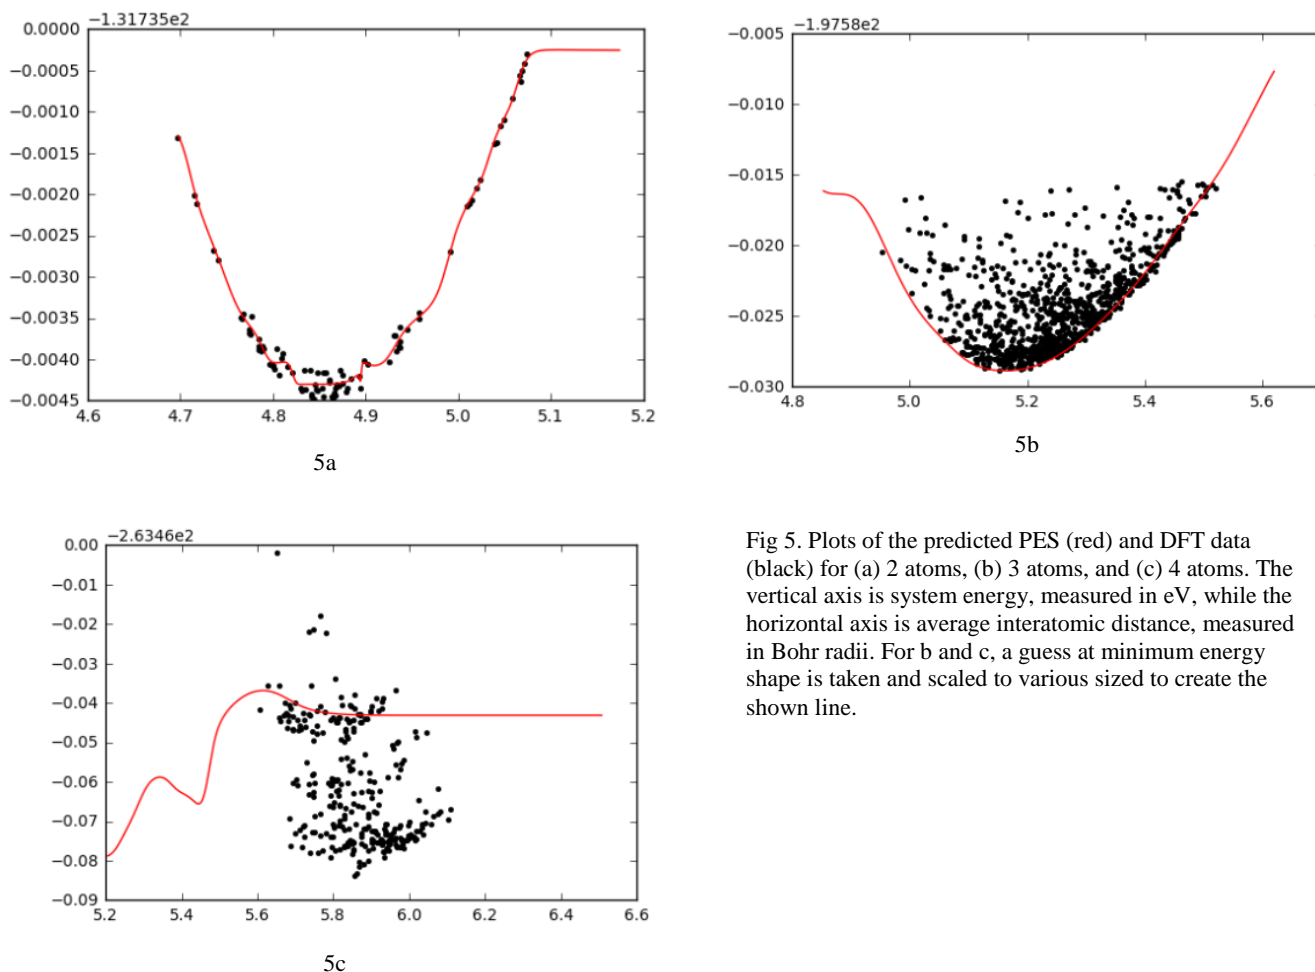 −1.31735e2
0.0000
−0.0005
−0.0010
−0.0015
−0.0020
−0.0025
−0.0030
−0.0035
−0.0040
−0.0045
4.6 4.7 4.8 4.9 5.0 5.1 5.2
5a
−1.9758e2
−0.005
−0.010
−0.015
−0.020
−0.025
−0.030
4.8 5.0 5.2 5.4 5.6
5b
−2.6346e2
0.00
−0.01
−0.02
−0.03
−0.04
−0.05
−0.06
−0.07
−0.08
−0.09
5.2 5.4 5.6 5.8 6.0 6.2 6.4 6.6
5c
Fig 5. Plots of the predicted PES (red) and DFT data
(black) for (a) 2 atoms, (b) 3 atoms, and (c) 4 atoms. The
vertical axis is system energy, measured in eV, while the
horizontal axis is average interatomic distance, measured
in Bohr radii. For b and c, a guess at minimum energy
shape is taken and scaled to various sized to create the
shown line.